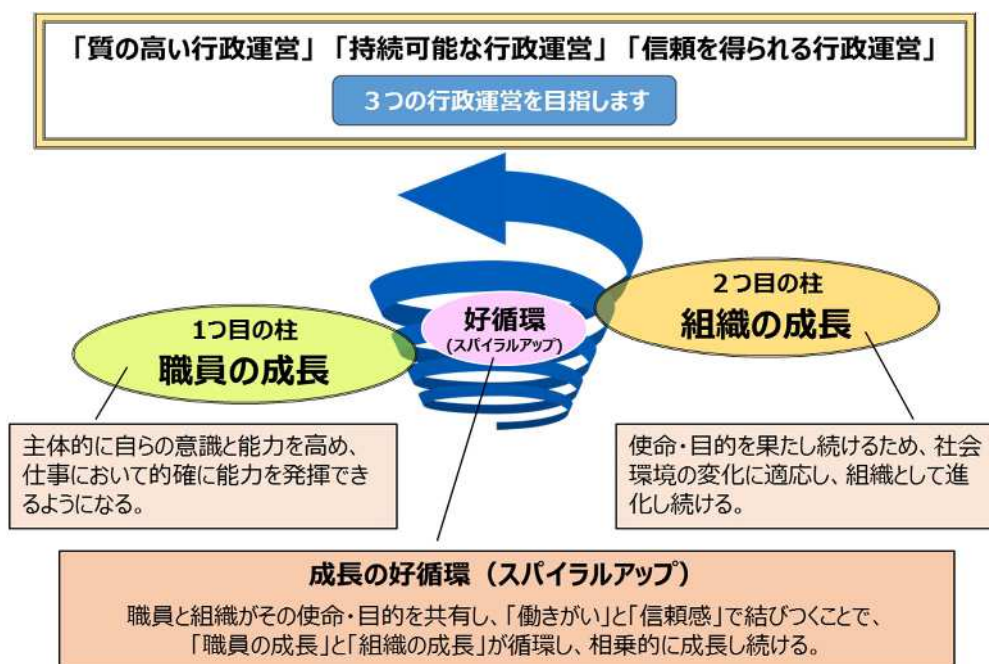 「質の高い行政運営」「持続可能な行政運営」「信頼を得られる行政運営」
３つの行政運営を目指します
２つ目の柱
組織の成長
好循環
(スパイラルアップ)
1つ目の柱
職員の成長
主体的に自らの意識と能力を高め、
仕事において的確に能力を発揮でき
るようになる。
使命・目的を果たし続けるため、社会
環境の変化に適応し、組織として進
化し続ける。
成長の好循環（スパイラルアップ）
職員と組織がその使命・目的を共有し、「働きがい」と「信頼感」で結びつくことで、
「職員の成長」と「組織の成長」が循環し、相乗的に成長し続ける。